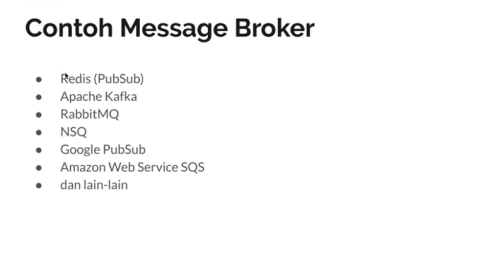 Contoh Message Broker
● Redis (PubSub)
● Apache Kafka
● RabbitMQ
● NSQ
● Google PubSub
● Amazon Web Service SQS
● dan lain-lain